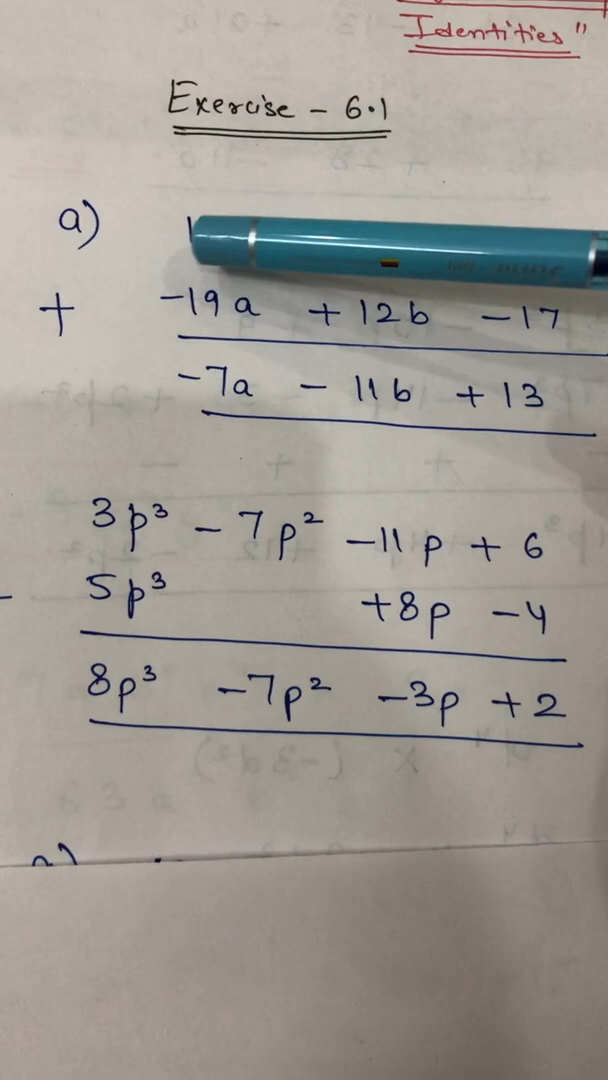 Identities"
Exercise - 6.1
a)
+ -19a + 12b - 17
-7a - 11b + 13
3p³ - 7p² - 11p + 6
- 5p³ + 8p - 4
8p³ - 7p² - 3p + 2